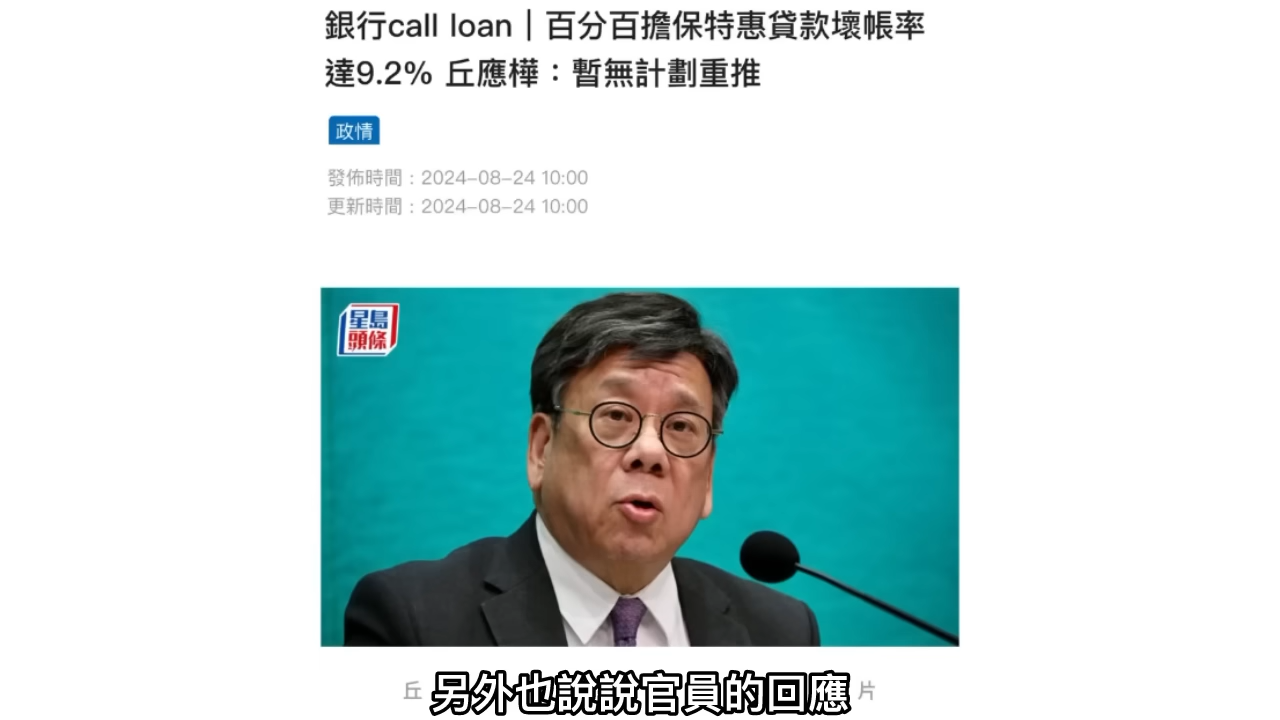 銀行call loan｜百分百擔保特惠貸款壞帳率
達9.2% 丘應樺：暫無計劃重推
政情
發佈時間：2024-08-24 10:00
更新時間：2024-08-24 10:00
星島
頭條
丘
另外也說說官員的回應
片